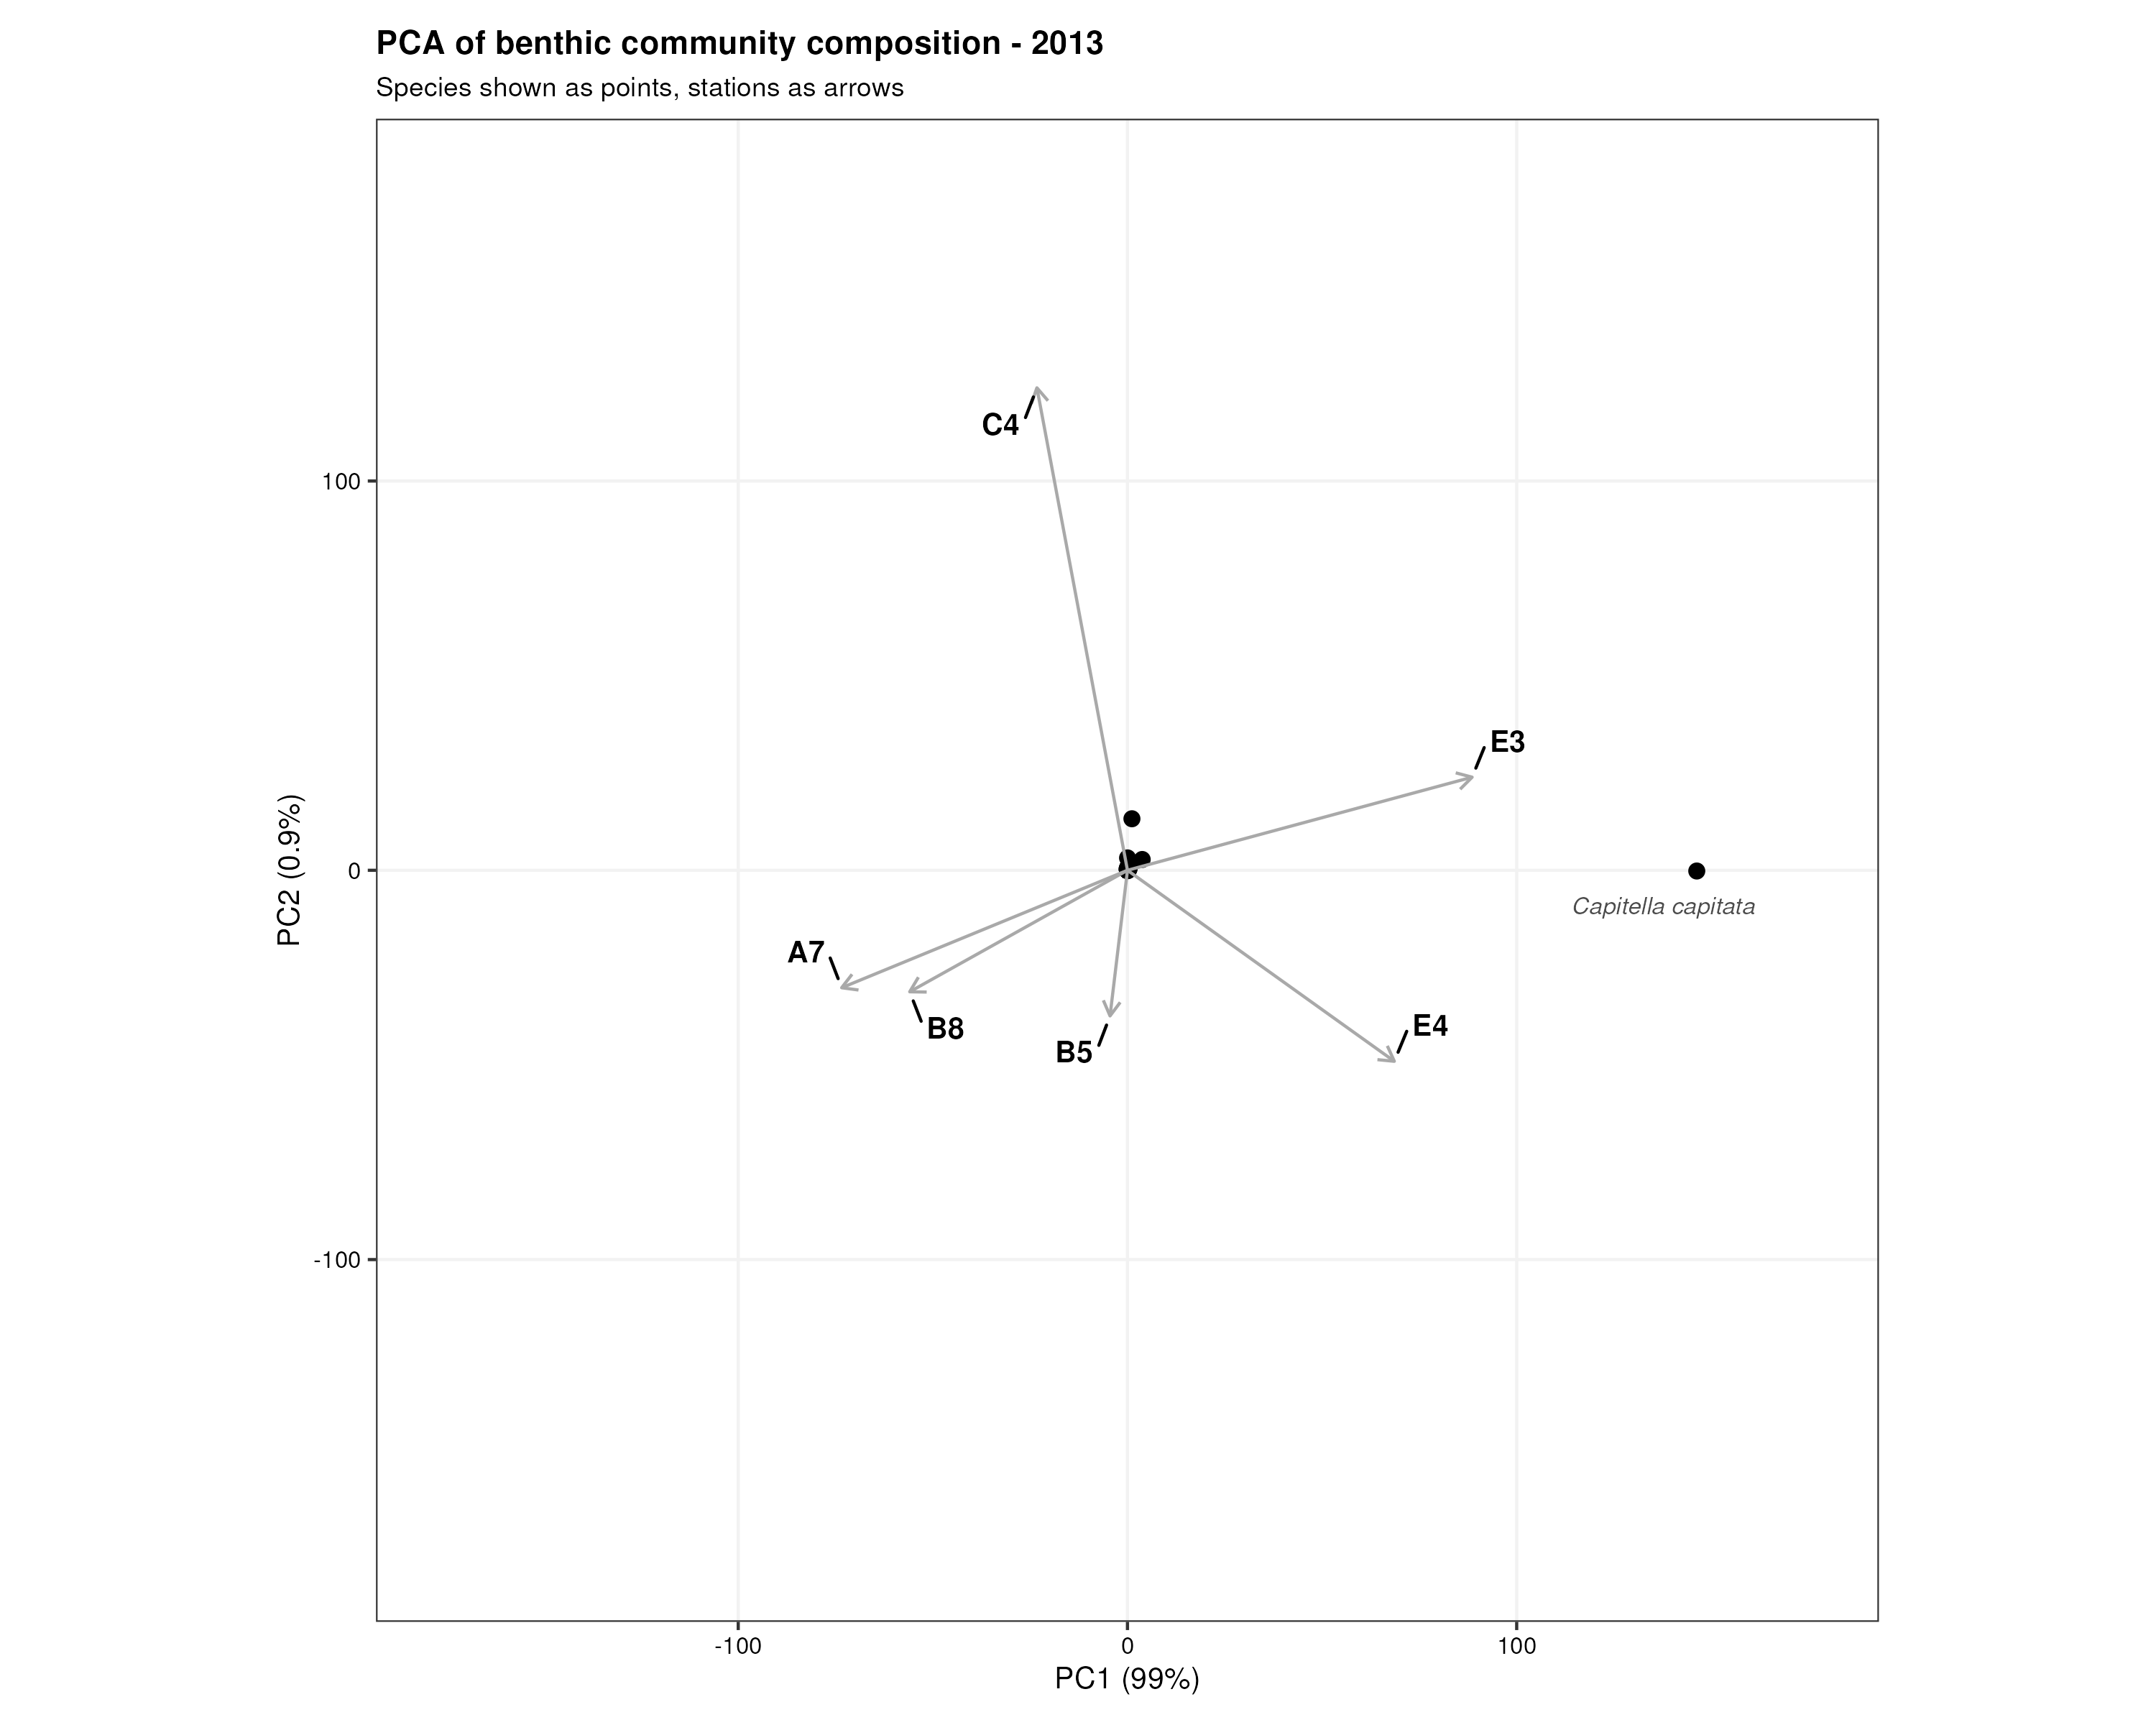 PCA of benthic community composition - 2013
Species shown as points, stations as arrows
C4
100
E3
PC2 (0.9%)
0
Capitella capitata
A7
B8
B5
E4
-100
-100
0
100
PC1 (99%)